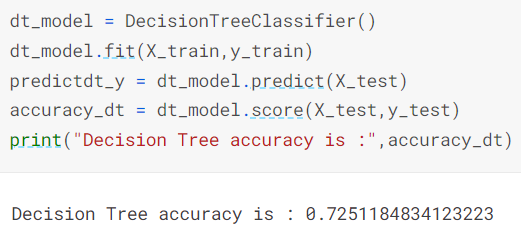 dt_model = DecisionTreeClassifier()
dt_model.fit(X_train,y_train)
predictdt_y = dt_model.predict(X_test)
accuracy_dt = dt_model.score(X_test,y_test)
print("Decision Tree accuracy is :",accuracy_dt)
Decision Tree accuracy is : 0.7251184834123223